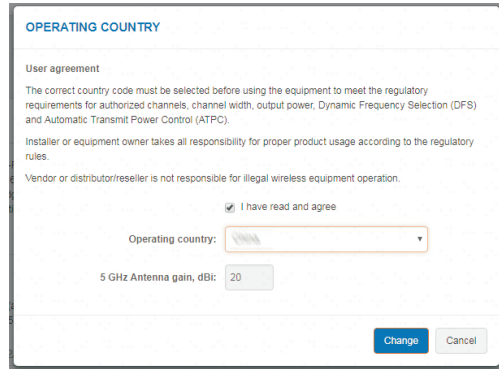 OPERATING COUNTRY
User agreement
The correct country code must be selected before using the equipment to meet the regulatory
requirements for authorized channels, channel width, output power, Dynamic Frequency Selection (DFS)
and Automatic Transmit Power Control (ATPC).
Installer or equipment owner takes all responsibility for proper product usage according to the regulatory
rules.
Vendor or distributor/reseller is not responsible for illegal wireless equipment operation.
I have read and agree
Operating country:
5 GHz Antenna gain, dBi: 20
Change Cancel